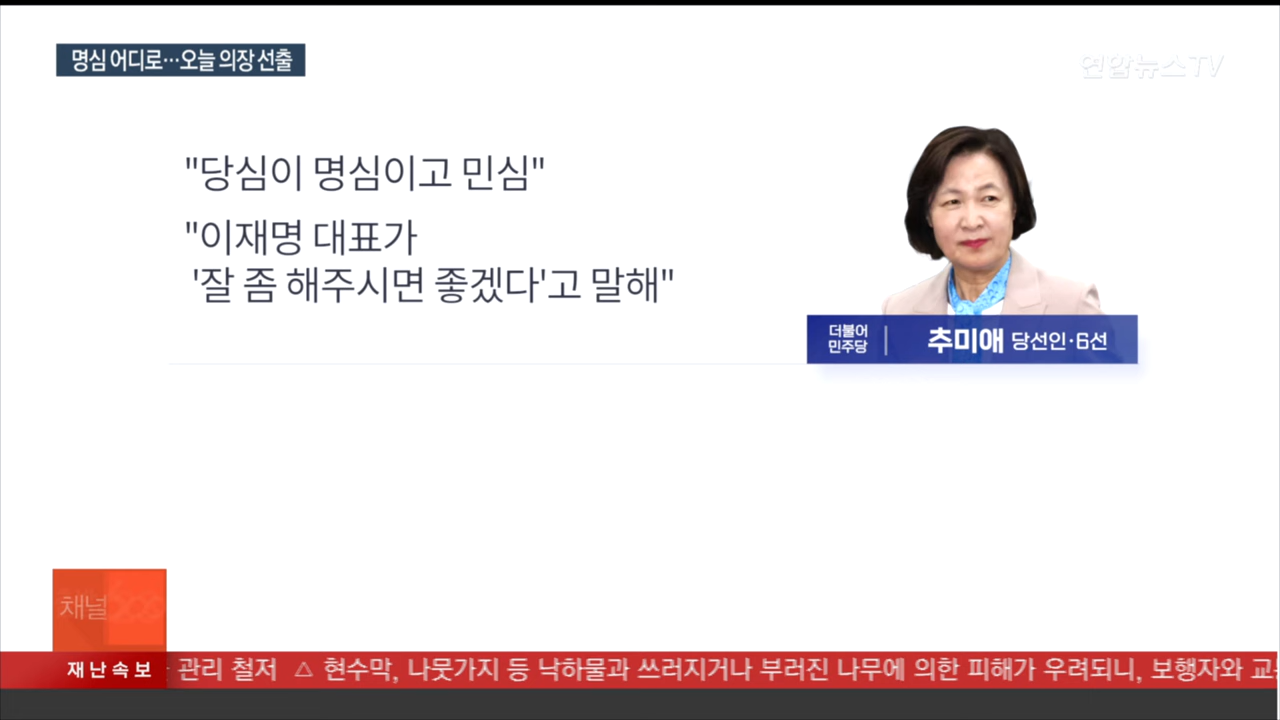 명심 어디로…오늘 의장 선출
연합뉴스TV
"당심이 명심이고 민심"
"이재명 대표가
'잘 좀 해주시면 좋겠다'고 말해"
더불어
민주당
추미애 당선인·6선
채널
재난속보 관리 철저 △ 현수막, 나뭇가지 등 낙하물과 쓰러지거나 부러진 나무에 의한 피해가 우려되니, 보행자와